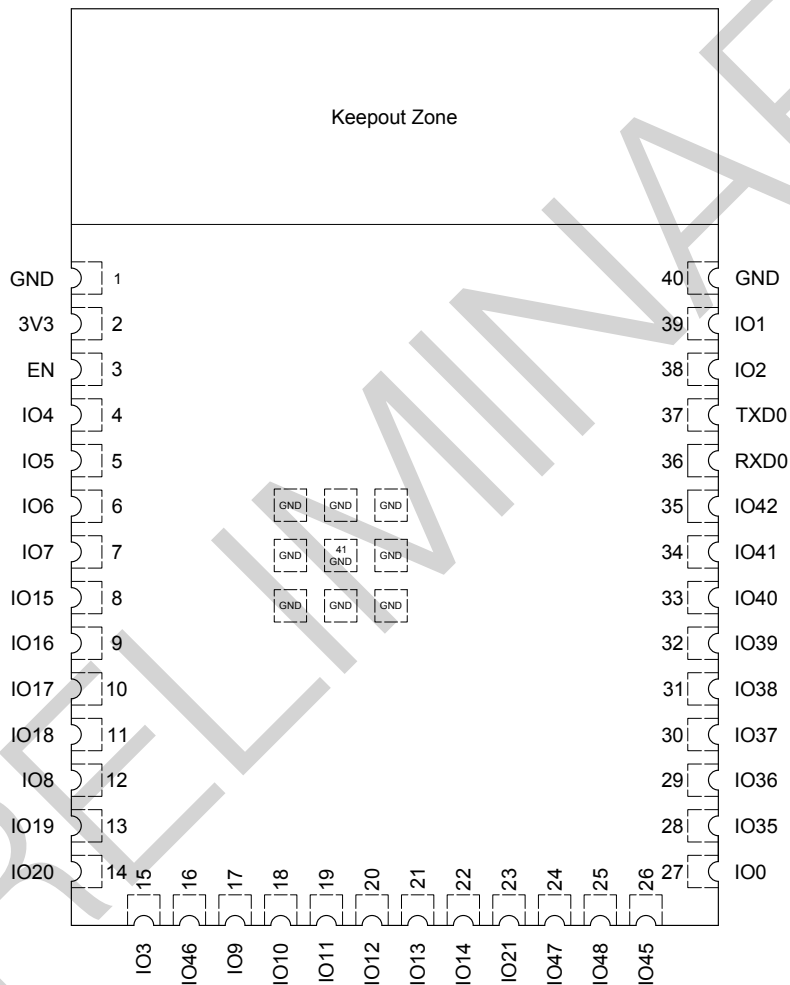 Keepout Zone
GND 1 40 GND
3V3 2 39 IO1
EN 3 38 IO2
IO4 4 37 TXD0
IO5 5 36 RXD0
IO6 6 GND GND GND 35 IO42
IO7 7 GND 41 GND GND 34 IO41
IO15 8 GND GND GND 33 IO40
IO16 9 32 IO39
IO17 10 31 IO38
IO18 11 30 IO37
IO8 12 29 IO36
IO19 13 28 IO35
IO20 14 27 IO0
15 16 17 18 19 20 21 22 23 24 25 26
IO3 IO46 IO9 IO10 IO11 IO12 IO13 IO14 IO21 IO47 IO48 IO45
RELIMINA